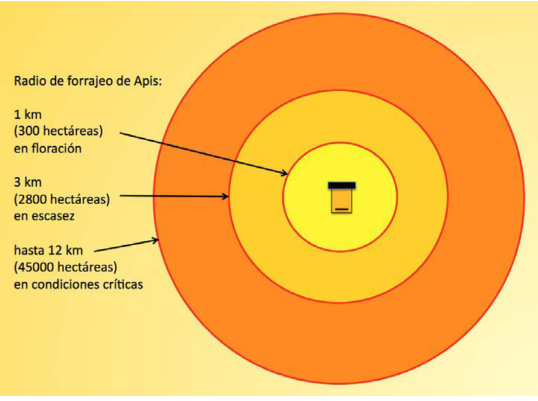 Radio de forrajeo de Apis:
1 km
(300 hectáreas)
en floración
3 km
(2800 hectáreas)
en escasez
hasta 12 km
(45000 hectáreas)
en condiciones críticas